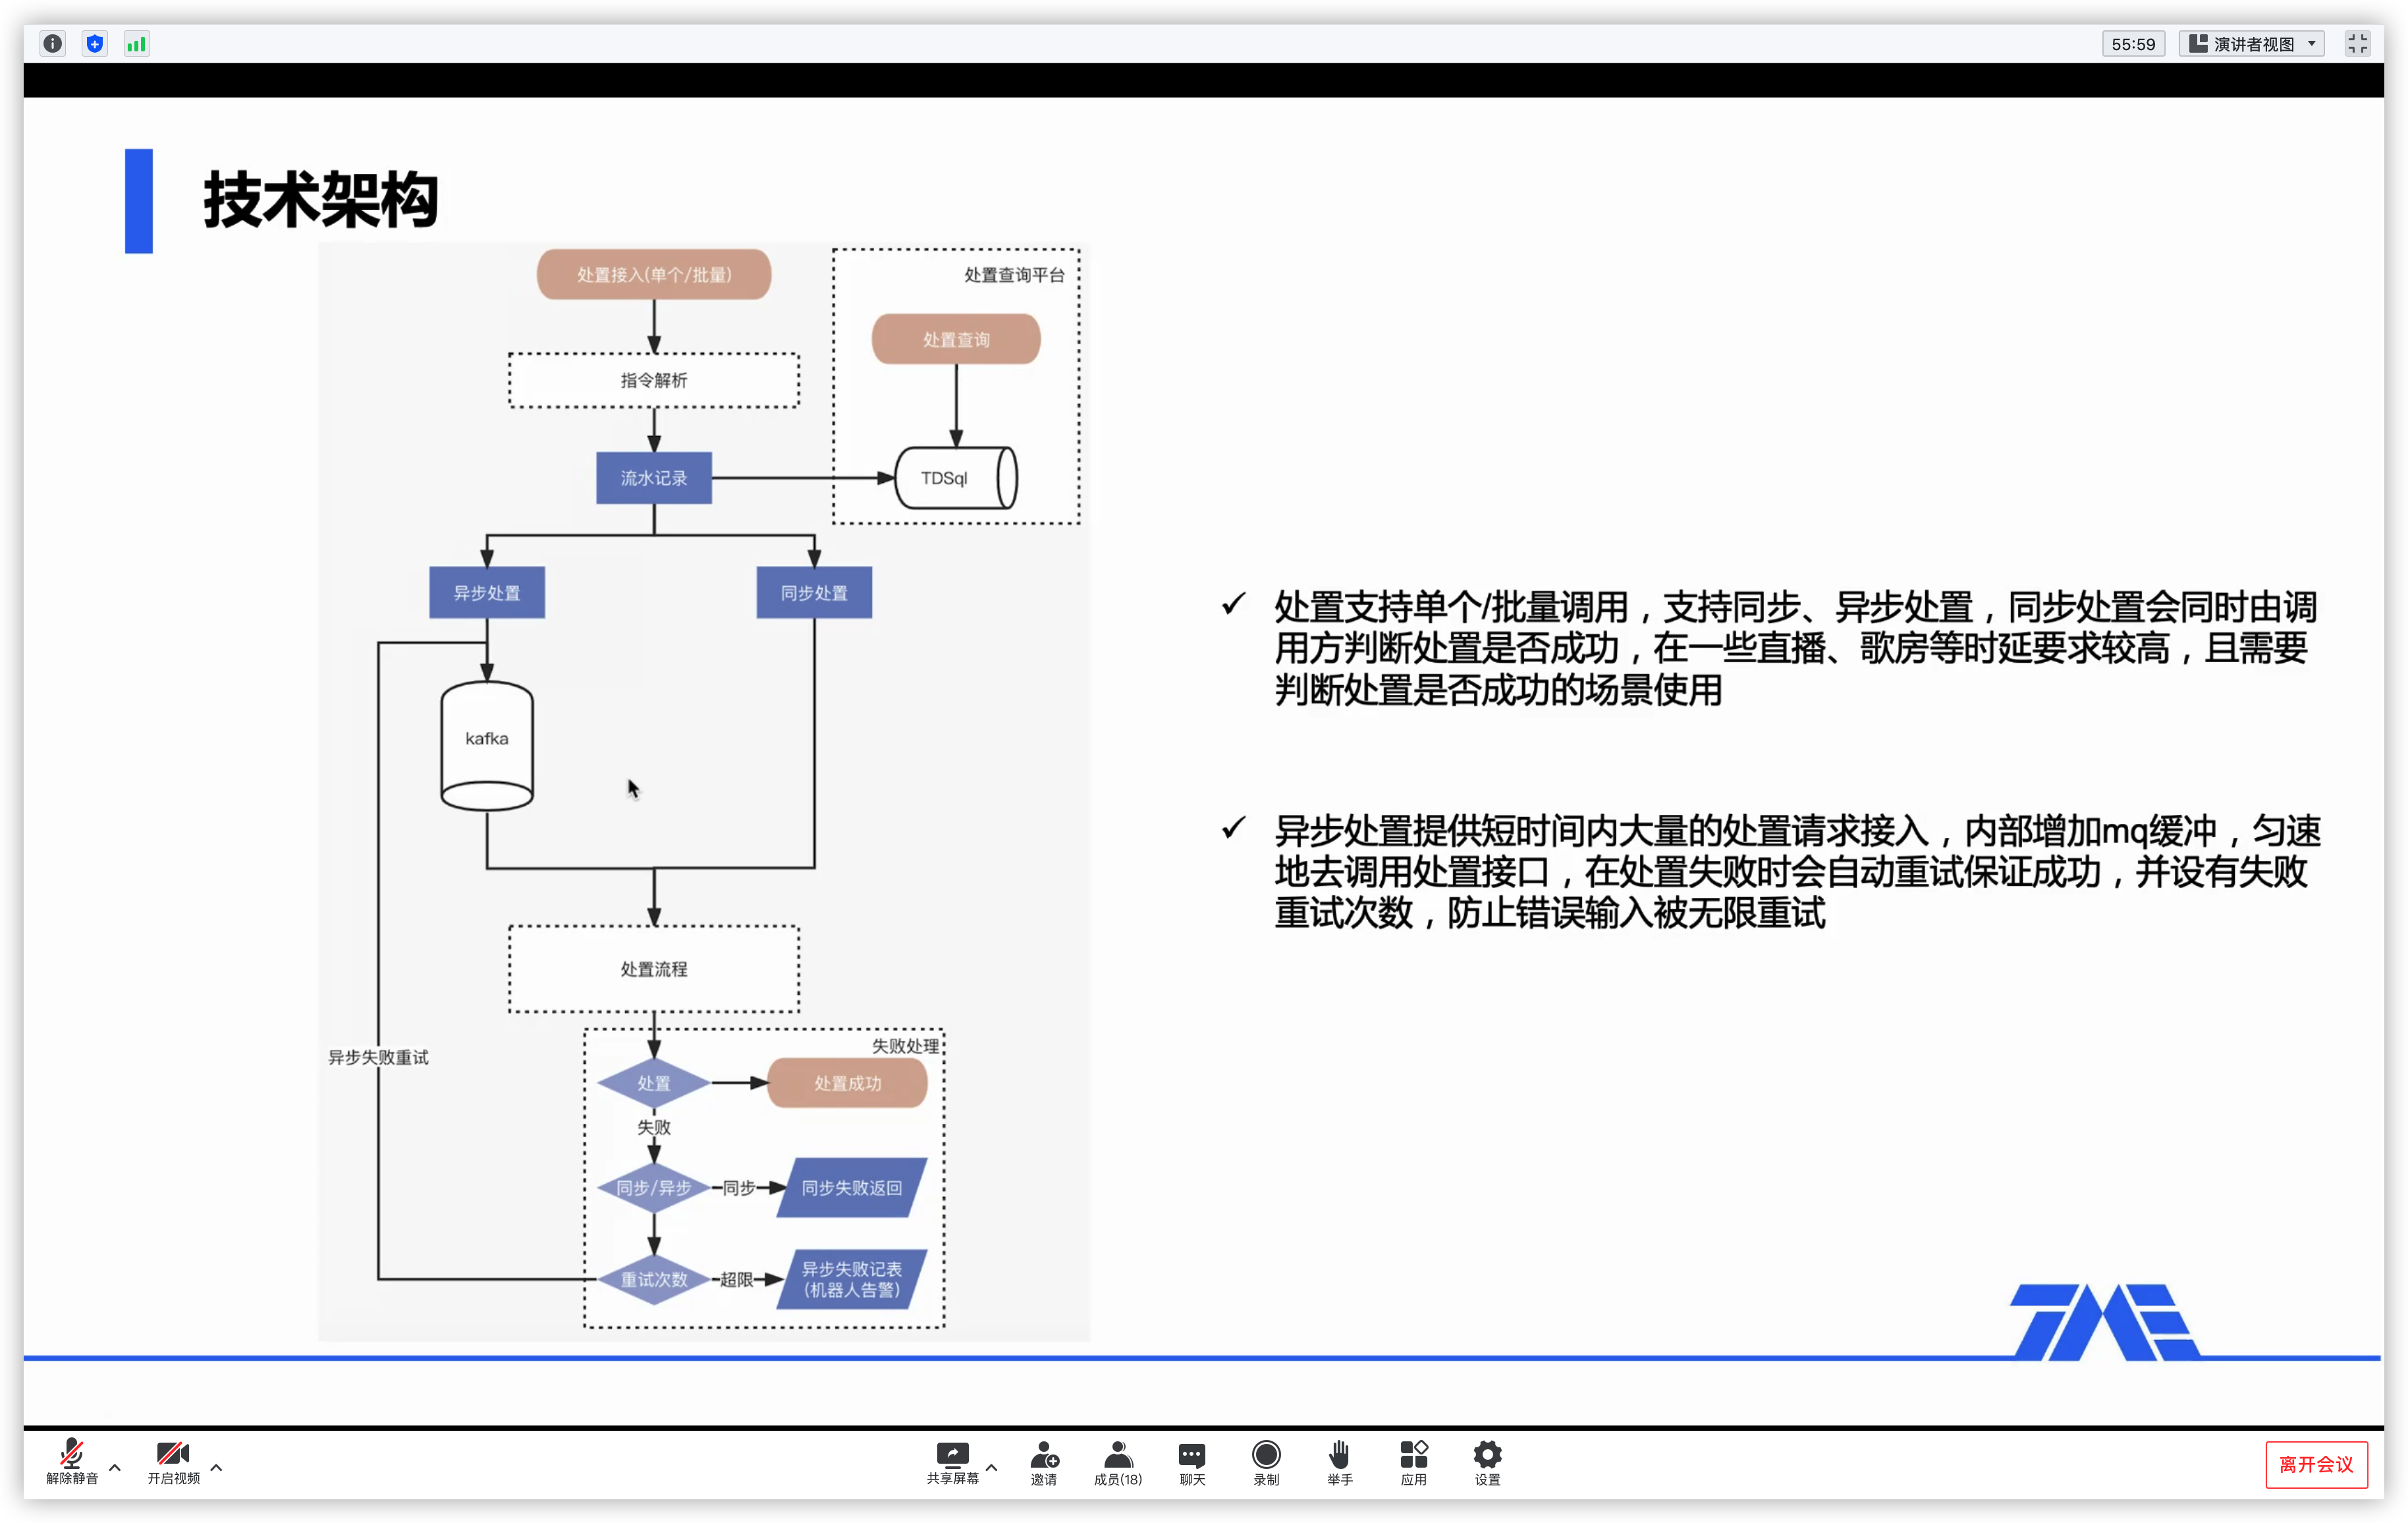 55:59
演讲者视图
技术架构
处置接入(单个/批量)
处置查询平台
处置查询
指令解析
流水记录
TDSql
异步处置
同步处置
kafka
处置流程
异步失败重试
失败处理
处置
处置成功
失败
同步/异步
同步
同步失败返回
重试次数
超限
异步失败记表
(机器人告警)
处置支持单个/批量调用，支持同步、异步处置，同步处置会同时由调
用方判断处置是否成功，在一些直播、歌房等时延要求较高，且需要
判断处置是否成功的场景使用
异步处置提供短时间内大量的处置请求接入，内部增加mq缓冲，匀速
地去调用处置接口，在处置失败时会自动重试保证成功，并设有失败
重试次数，防止错误输入被无限重试
TME
解除静音
开启视频
共享屏幕
邀请
成员(18)
聊天
录制
举手
应用
设置
离开会议